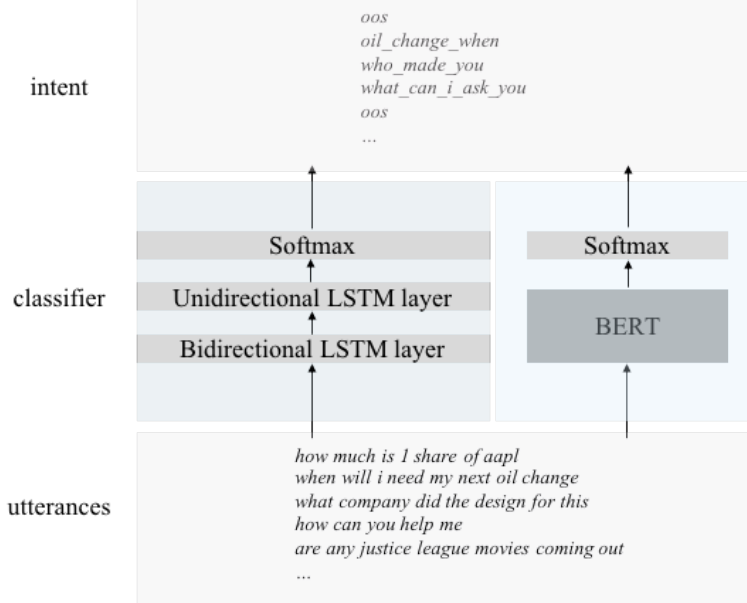 oos
oil_change_when
who_made_you
what_can_i_ask_you
oos
...
intent
Softmax
Softmax
Unidirectional LSTM layer
classifier
BERT
Bidirectional LSTM layer
how much is 1 share of aapl
when will i need my next oil change
what company did the design for this
utterances
how can you help me
are any justice league movies coming out
...